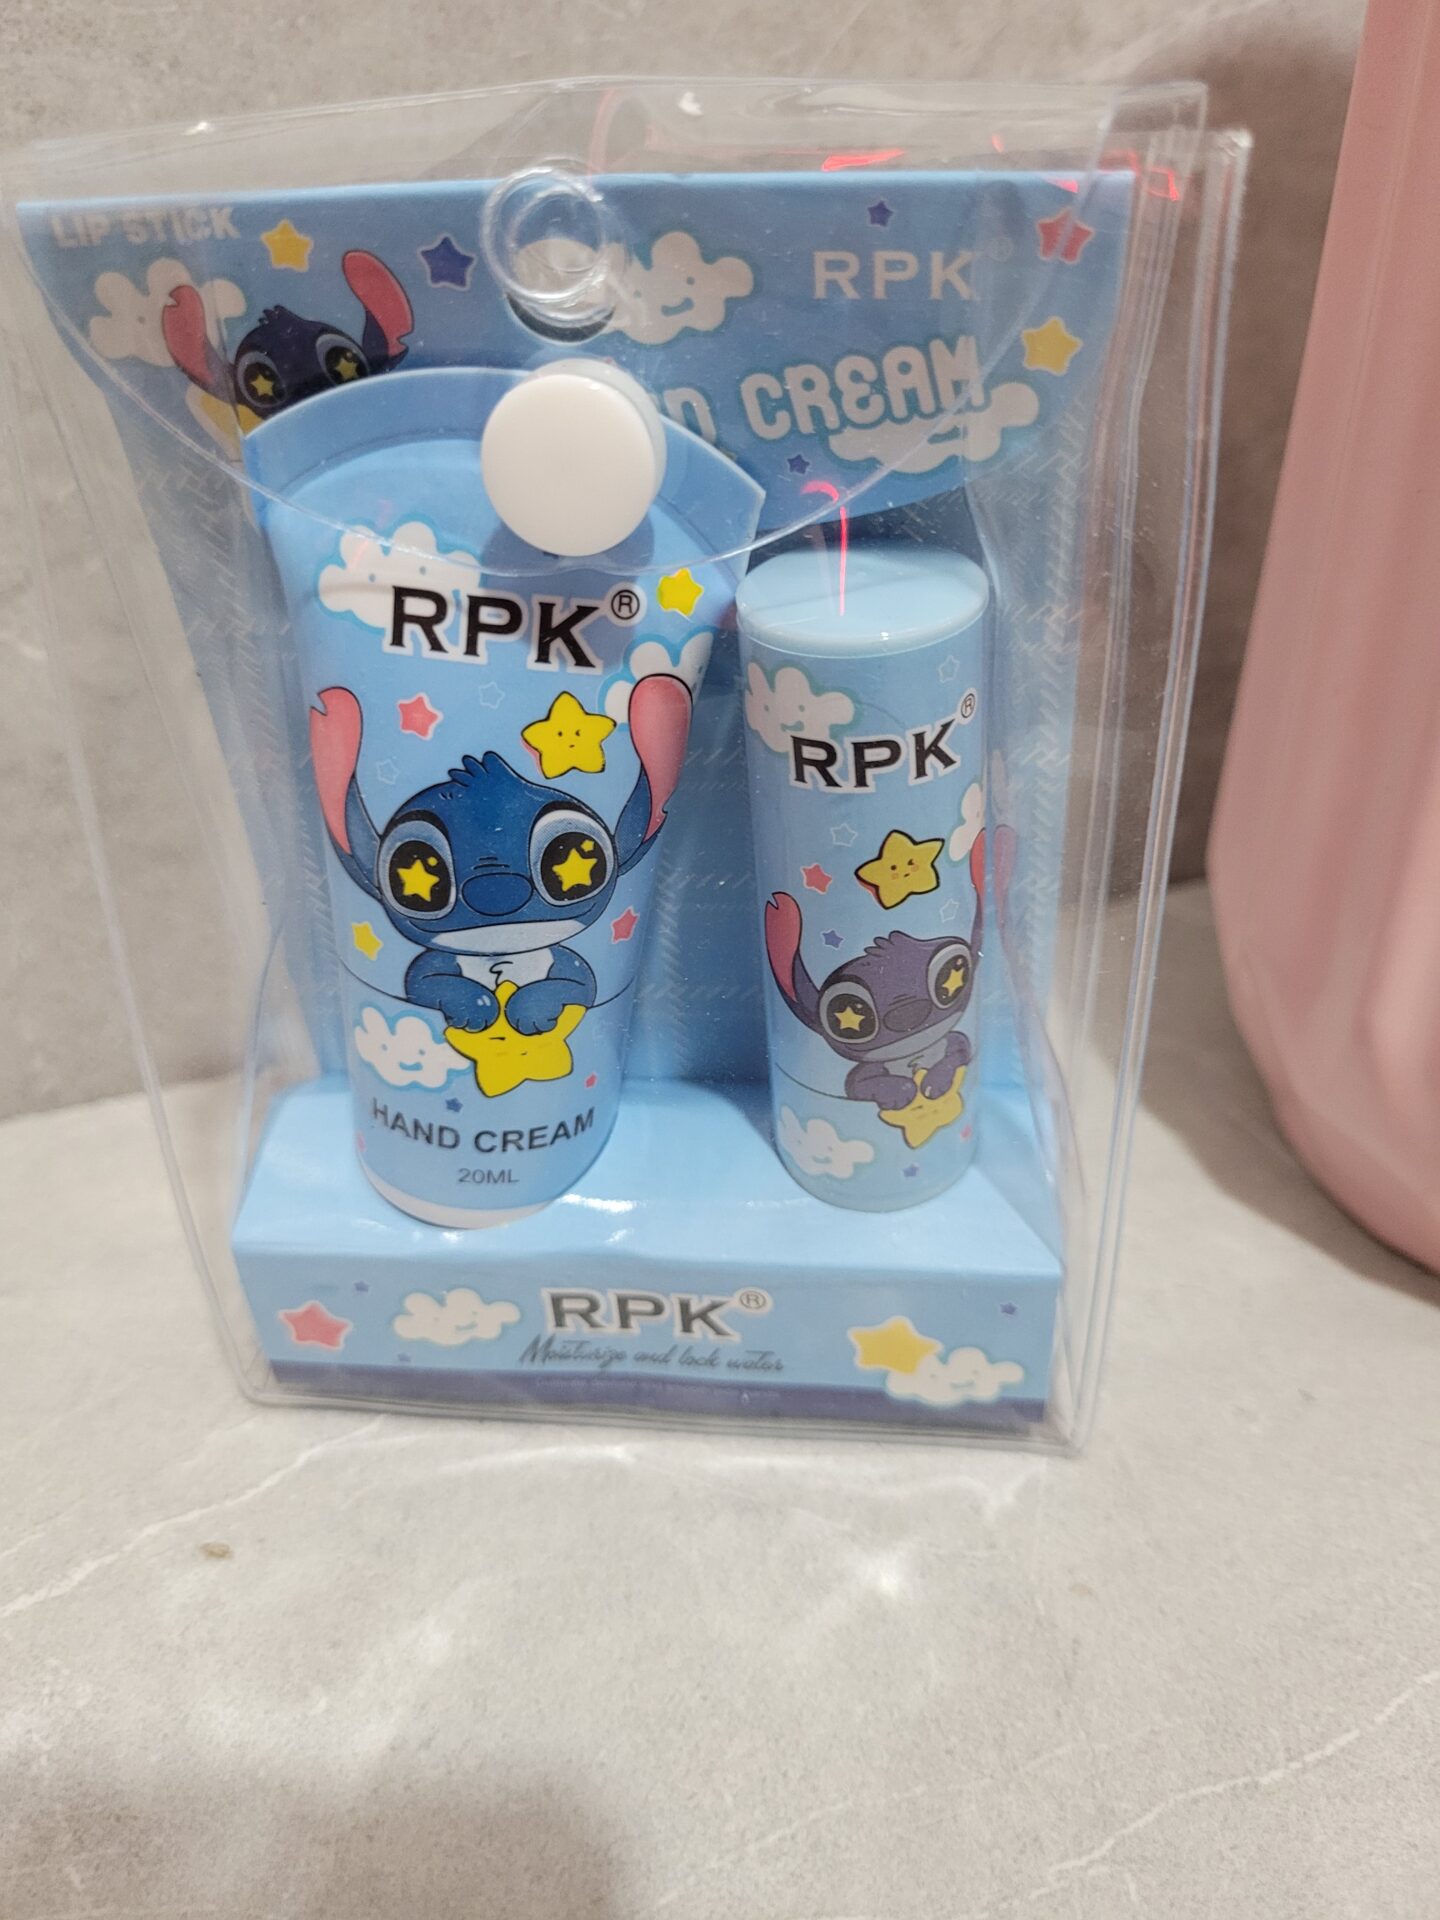 LIP STICK
RPK®
CREAM
RPK®
RPK®
HAND CREAM
20ML
RPK®
Moisturize and lock water